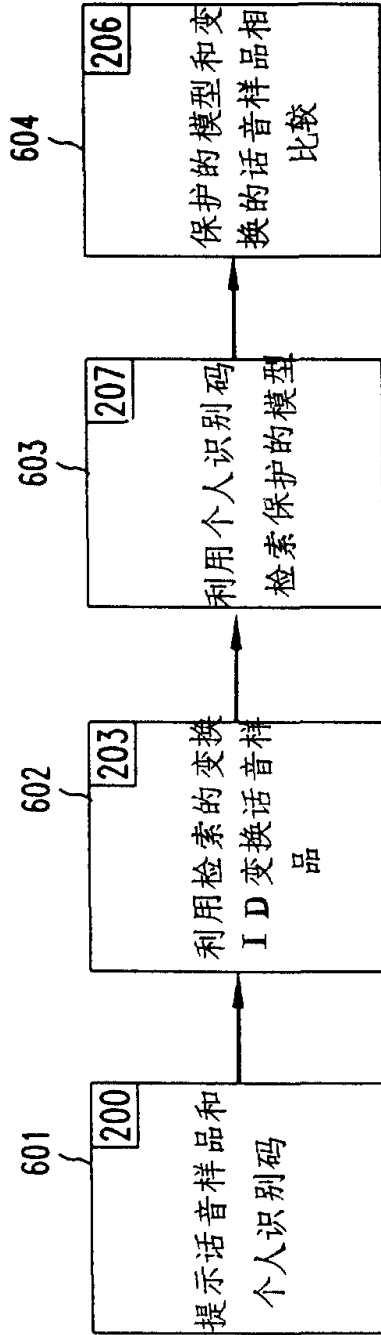 601
200
提示话音样品和
个人识别码
602
203
利用检索的变换
ID变换话音样
品
603
207
利用个人识别码
检索保护的模型
604
206
保护的模型和变
换的话音样品相
比较